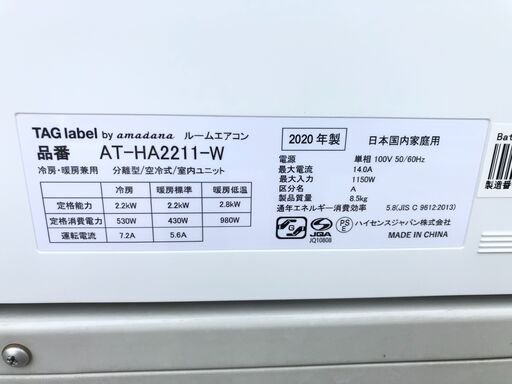 TAG label by amadana ルームエアコン
品番 AT-HA2211-W
冷房・暖房兼用 分離型/空冷式/室内ユニット
冷房 暖房標準 暖房低温
定格能力 2.2kW 2.2kW 2.8kW
定格消費電力 530W 430W 980W
運転電流 7.2A 5.6A
2020年製 日本国内家庭用
電源 単相 100V 50/60Hz
最大電流 14.0A
最大入力 1150W
区分名 A
製品質量 8.5kg
通年エネルギー消費効率 5.8(JIS C 9612:2013)
JQA
JQ10808
PS
E
ハイセンスジャパン株式会社
MADE IN CHINA
Bat
製造番